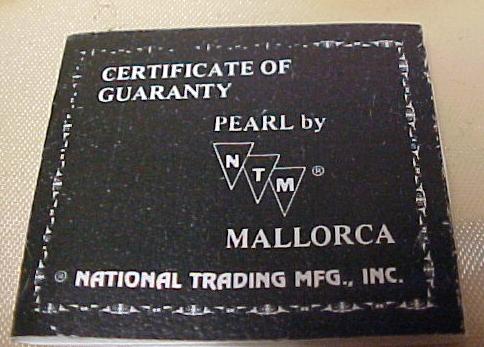 CERTIFICATE OF
GUARANTY
PEARL by
NTM ®
MALLORCA
® NATIONAL TRADING MFG., INC.